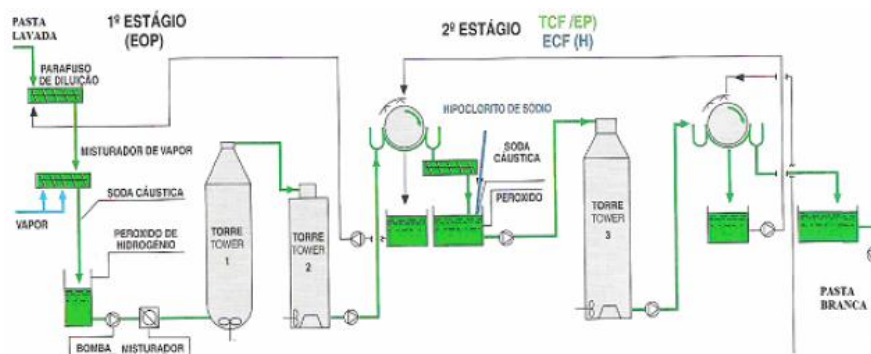 PASTA
LAVADA
1º ESTÁGIO
(EOP)
2º ESTÁGIO
TCF /EP)
ECF (H)
PARAFUSO
DE DILUIÇÃO
HIPOCLORITO DE SÓDIO
MISTURADOR DE VAPOR
SODA
CÁUSTICA
SODA CÁUSTICA
PEROXIDO
VAPOR
PEROXIDO DE
HIDROGÉNIO
TORRE
TOWER
1
TORRE
TOWER
2
TORRE
TOWER
3
PASTA
BRANCA
BOMBA
MISTURADOR